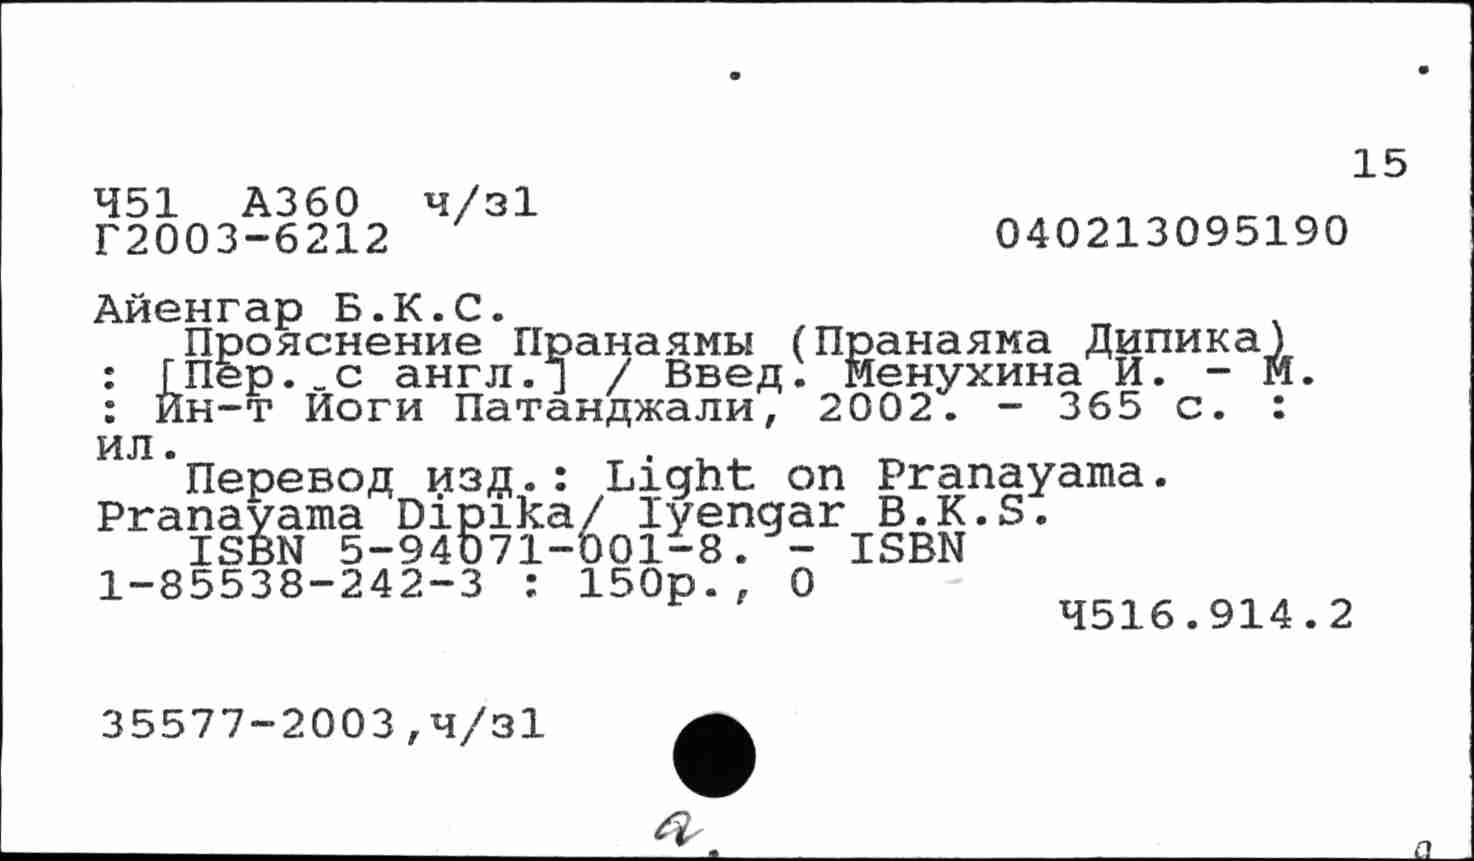 15
Ч51 А360 ч/з1
Г2003-6212 040213095190
Айенгар Б.К.С.
Прояснение Пранаямы (Пранаяма Дипика)
: [Пер. с англ.] / Введ. Менухина И. - М.
: Ин-т Йоги Патанджали, 2002. - 365 с. :
ил.
Перевод изд.: Light on Pranayama.
Pranayama Dipika/ Iyengar B.K.S.
ISBN 5-94071-001-8. - ISBN
1-85538-242-3 : 150р., 0
Ч516.914.2
35577-2003,ч/з1
а.